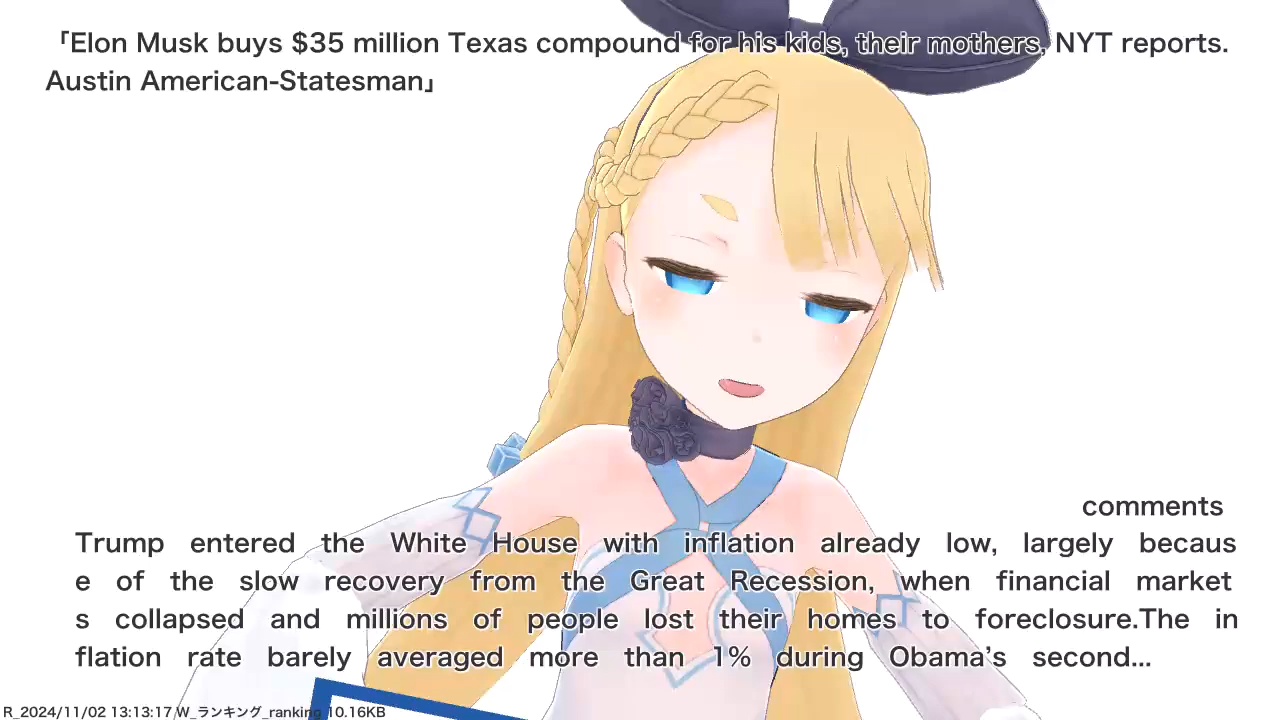 「Elon Musk buys $35 million Texas compound for his kids, their mothers, NYT reports.
Austin American-Statesman」
comments
Trump entered the White House with inflation already low, largely becaus
e of the slow recovery from the Great Recession, when financial market
s collapsed and millions of people lost their homes to foreclosure.The in
flation rate barely averaged more than 1% during Obama's second...
R_2024/11/02 13:13:17 W_ランキング_ranking 10.16KB